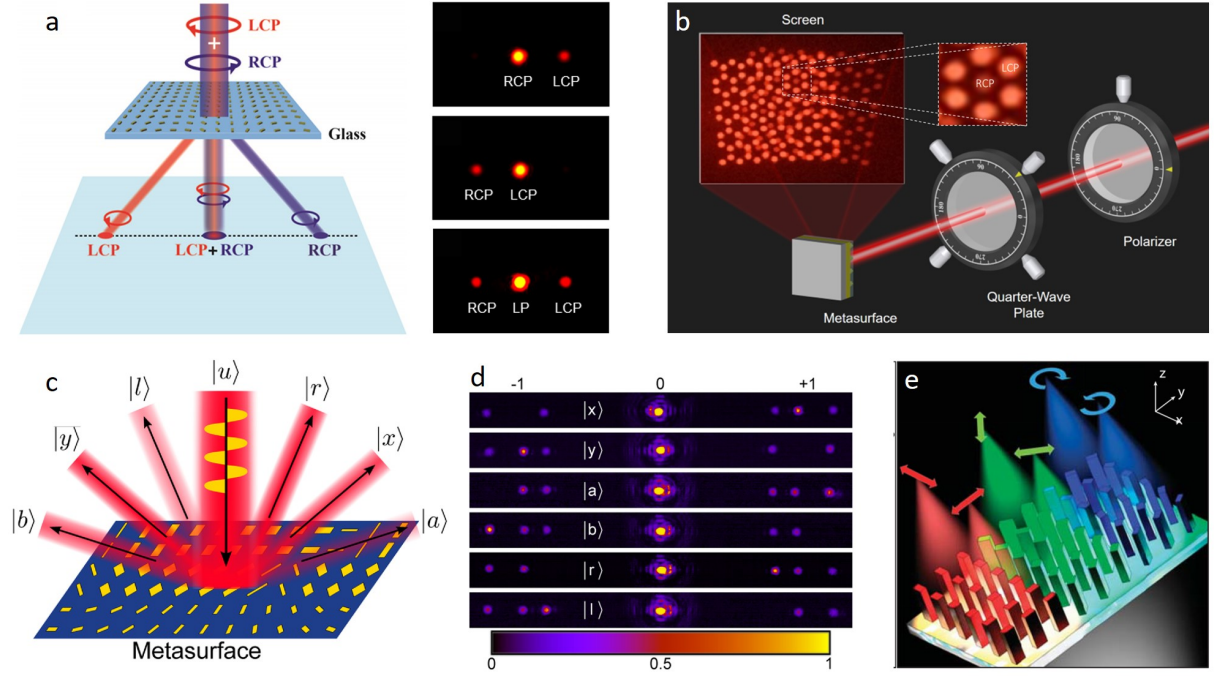 a
LCP
+
RCP
Glass
LCP
LCP+RCP
RCP
RCP LCP
RCP LCP
RCP LP LCP
b
Screen
LCP
RCP
Polarizer
Quarter-Wave
Plate
Metasurface
c
|u⟩
|l⟩
|r⟩
|y⟩
|x⟩
|b⟩
|a⟩
Metasurface
d
-1 0 +1
|x⟩
|y⟩
|a⟩
|b⟩
|r⟩
|l⟩
0 0.5 1
e
z
y
x